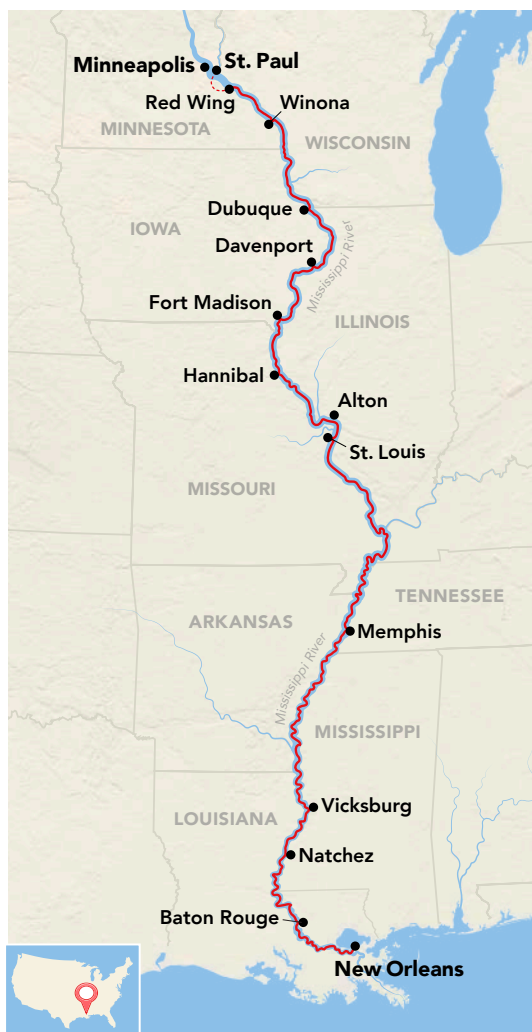 Minneapolis
St. Paul
Red Wing
Winona
MINNESOTA
WISCONSIN
Dubuque
IOWA
Davenport
Mississippi River
Fort Madison
ILLINOIS
Hannibal
Alton
St. Louis
MISSOURI
TENNESSEE
ARKANSAS
Memphis
Mississippi River
MISSISSIPPI
Vicksburg
LOUISIANA
Natchez
Baton Rouge
New Orleans